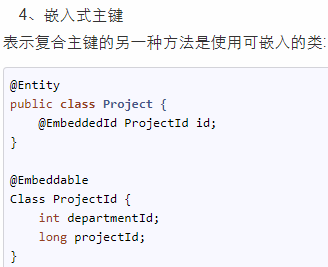 4、嵌入式主键
表示复合主键的另一种方法是使用可嵌入的类
@Entity
public class Project {
    @EmbeddedId ProjectId id;
}
@Embeddable
Class ProjectId {
    int departmentId;
    long projectId;
}